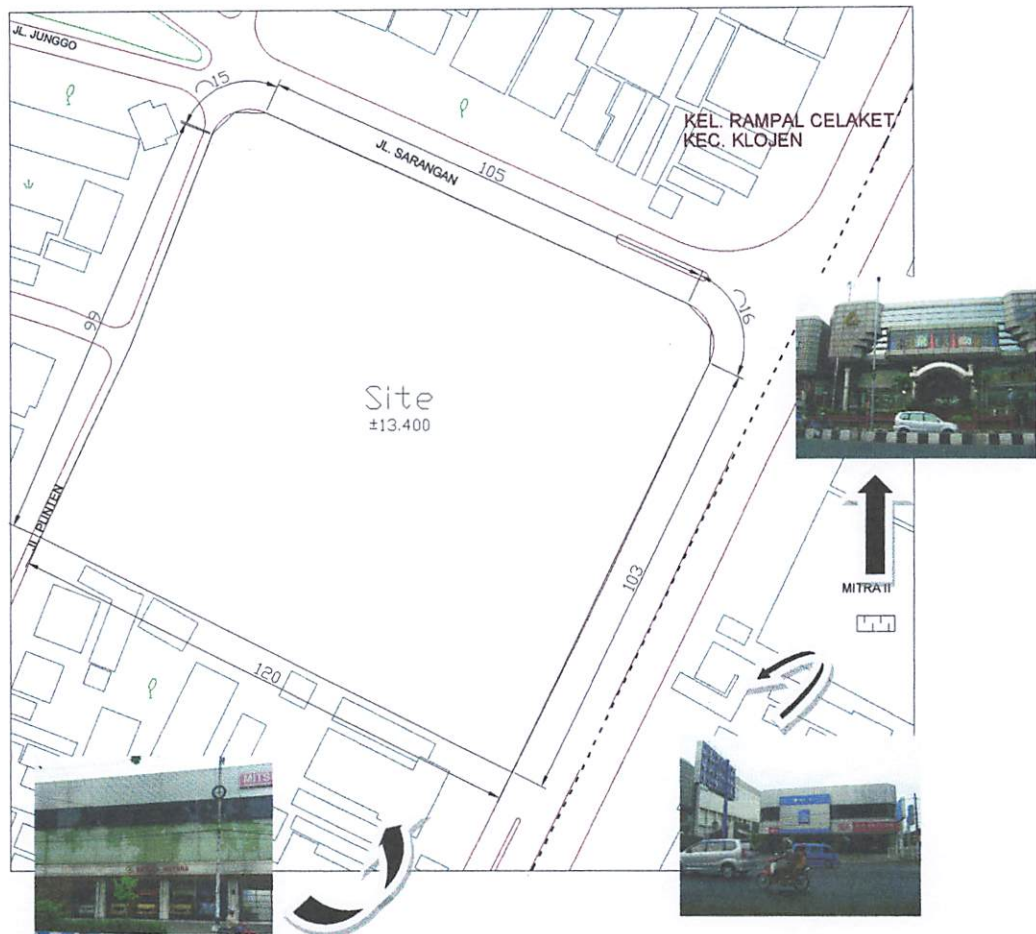 JL. JUNGGO
15
JL. SARANGAN
105
KEL. RAMPAL CELAKET
KEC. KLOJEN
16
99
Site
±13.400
JL. PUNTEN
103
MITRA II
120
MITS